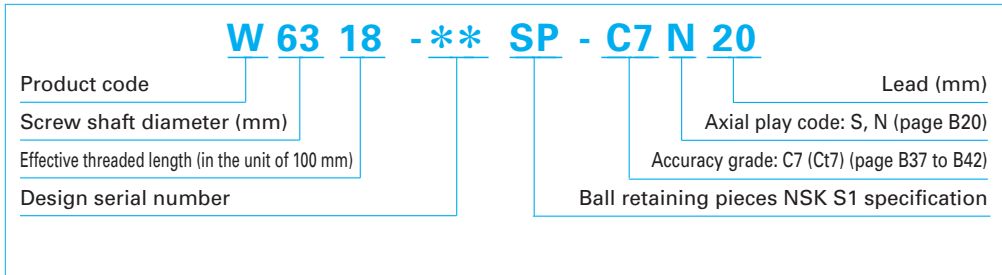 W 63 18 -** SP - C7 N 20
Product code
Lead (mm)
Screw shaft diameter (mm)
Axial play code: S, N (page B20)
Effective threaded length (in the unit of 100 mm)
Accuracy grade: C7 (Ct7) (page B37 to B42)
Design serial number
Ball retaining pieces NSK S1 specification